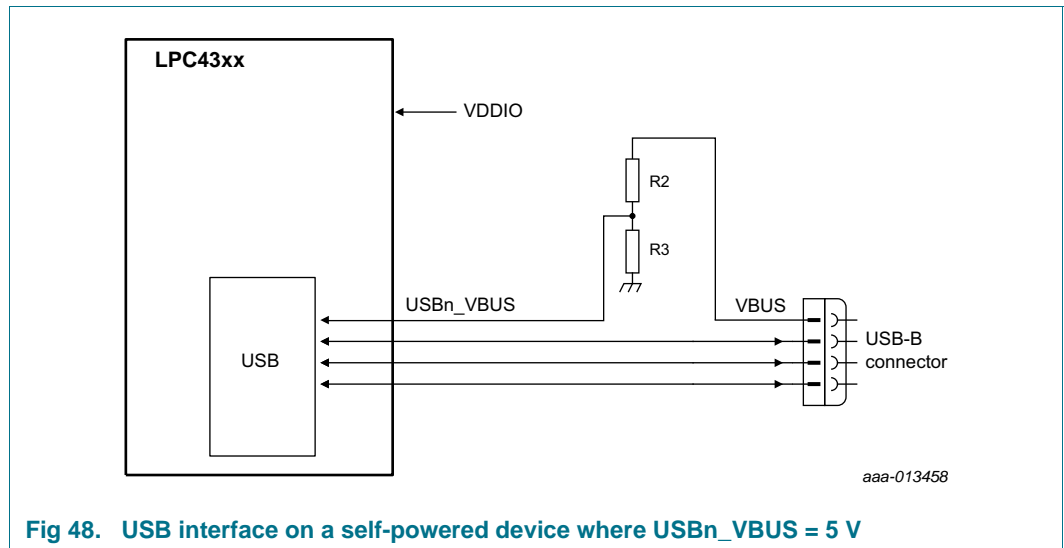 LPC43xx
VDDIO
R2
R3
USBn_VBUS
VBUS
USB
USB-B
connector
aaa-013458
Fig 48. USB interface on a self-powered device where USBn_VBUS = 5 V